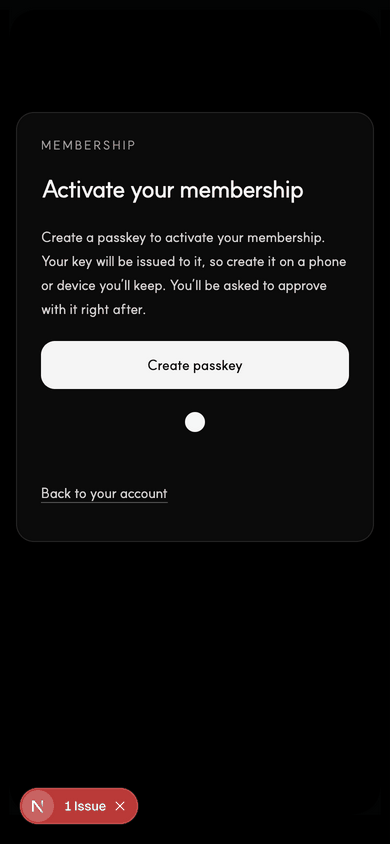 MEMBERSHIP
Activate your membership
Create a passkey to activate your membership.
Your key will be issued to it, so create it on a phone
or device you’ll keep. You’ll be asked to approve
with it right after.
Create passkey
Back to your account
N 1 Issue